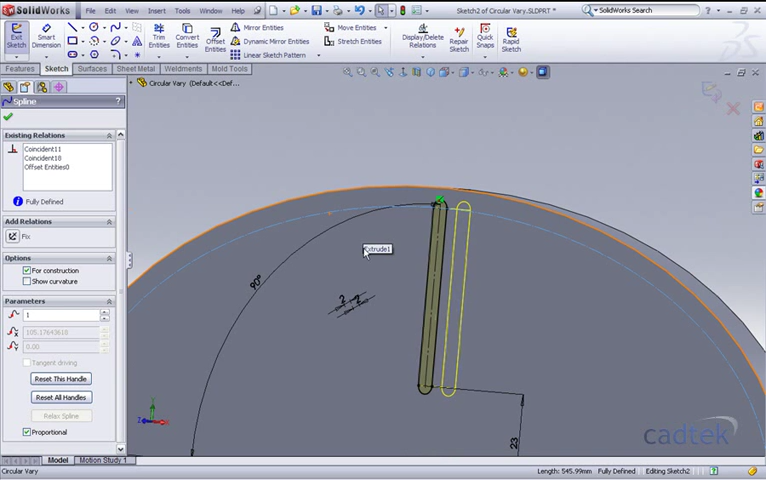 SolidWorks
File Edit View Insert Tools Window Help
Sketch2 of Circular Vary.SLDPRT *
SolidWorks Search
Exit Sketch
Smart Dimension
Trim Entities
Convert Entities
Offset Entities
Mirror Entities
Dynamic Mirror Entities
Linear Sketch Pattern
Move Entities
Stretch Entities
Display/Delete Relations
Repair Sketch
Quick Snaps
Rapid Sketch
Features Sketch Surfaces Sheet Metal Weldments Mold Tools
Circular Vary (Default<<Def...
Spline
?
Existing Relations
Coincident11
Coincident18
Offset Entities0
Fully Defined
Add Relations
Fix
Options
For construction
Show curvature
Parameters
1
105.17643618
0.00
Tangent driving
Reset This Handle
Reset All Handles
Relax Spline
Proportional
Extrude1
90°
2
2
23
cadtek
Model Motion Study 1
Circular Vary
Length: 545.99mm Fully Defined Editing Sketch2